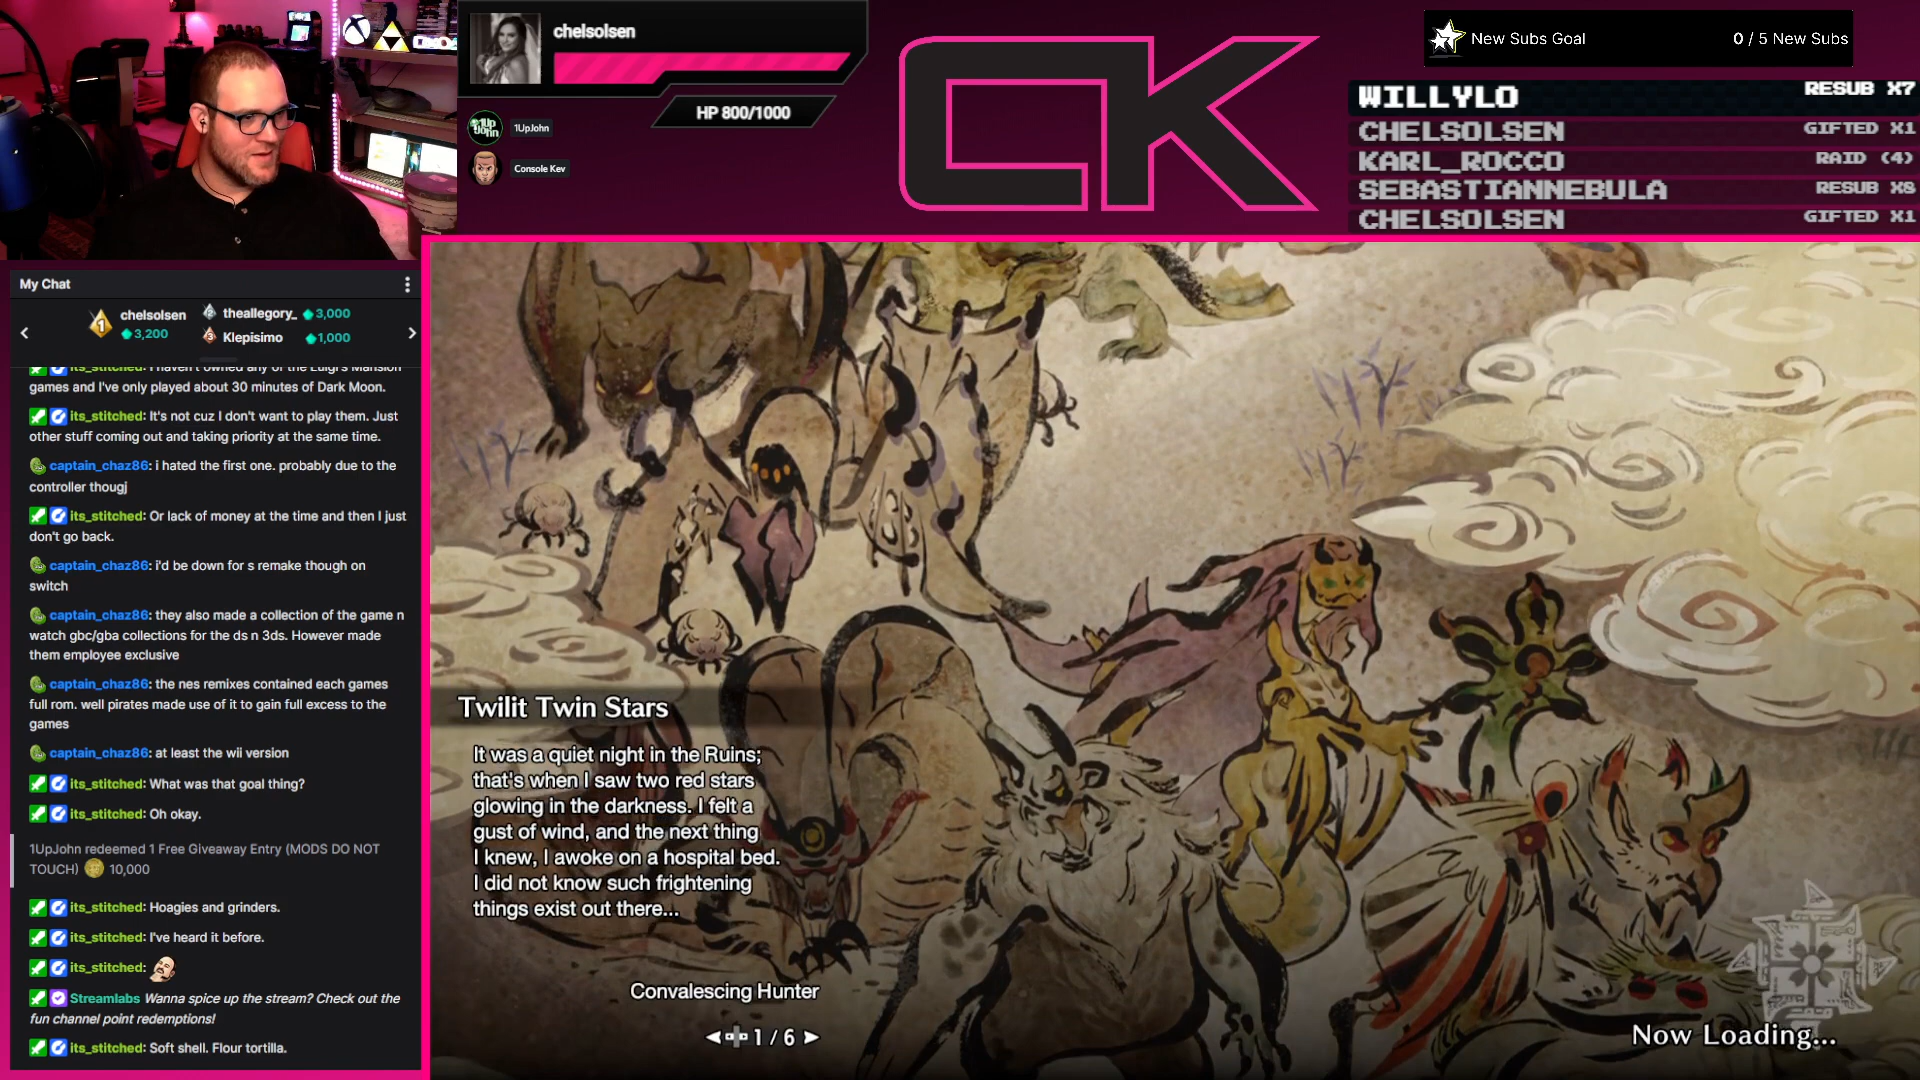 chelsolsen
HP 800/1000
1UpJohn
1UpJohn
Console Kev
CK
New Subs Goal
0 / 5 New Subs
WILLYLO RESUB X7
CHELSOLSEN GIFTED X1
KARL_ROCCO RAID (4)
SEBASTIANNEBULA RESUB X8
CHELSOLSEN GIFTED X1
My Chat
1
chelsolsen
3,200
2 theallegory_ 3,000
3 Klepisimo 1,000
its_stitched: I haven't owned any of the Luigi's Mansion
games and I've only played about 30 minutes of Dark Moon.
its_stitched: It's not cuz I don't want to play them. Just
other stuff coming out and taking priority at the same time.
captain_chaz86: i hated the first one. probably due to the
controller thougj
its_stitched: Or lack of money at the time and then I just
don't go back.
captain_chaz86: i'd be down for s remake though on
switch
captain_chaz86: they also made a collection of the game n
watch gbc/gba collections for the ds n 3ds. However made
them employee exclusive
captain_chaz86: the nes remixes contained each games
full rom. well pirates made use of it to gain full excess to the
games
captain_chaz86: at least the wii version
its_stitched: What was that goal thing?
its_stitched: Oh okay.
1UpJohn redeemed 1 Free Giveaway Entry (MODS DO NOT
TOUCH) 10,000
its_stitched: Hoagies and grinders.
its_stitched: I've heard it before.
its_stitched:
Streamlabs Wanna spice up the stream? Check out the
fun channel point redemptions!
its_stitched: Soft shell. Flour tortilla.
Twilit Twin Stars
It was a quiet night in the Ruins;
that's when I saw two red stars
glowing in the darkness. I felt a
gust of wind, and the next thing
I knew, I awoke on a hospital bed.
I did not know such frightening
things exist out there...
Convalescing Hunter
1 / 6
Now Loading...